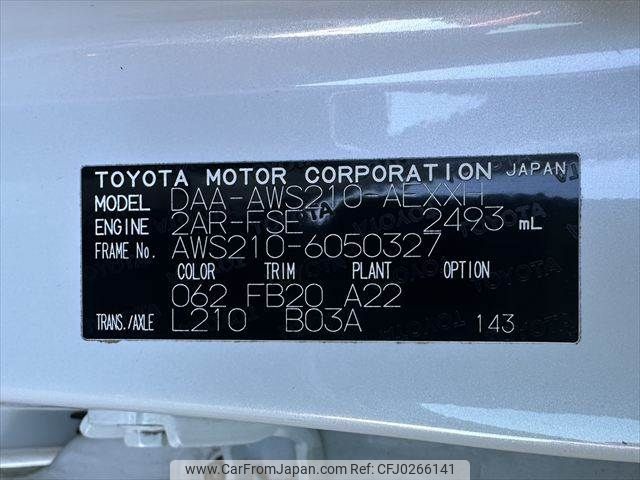 TOYOTA MOTOR CORPORATION JAPAN
MODEL DAA-AWS210-AEXXH
ENGINE 2AR-FSE 2493 mL
FRAME No. AWS210-6050327
COLOR TRIM PLANT OPTION
062 FB20 A22
TRANS./AXLE L210 B03A 143
© CarFromJapan.com - REF:CFJ0266141